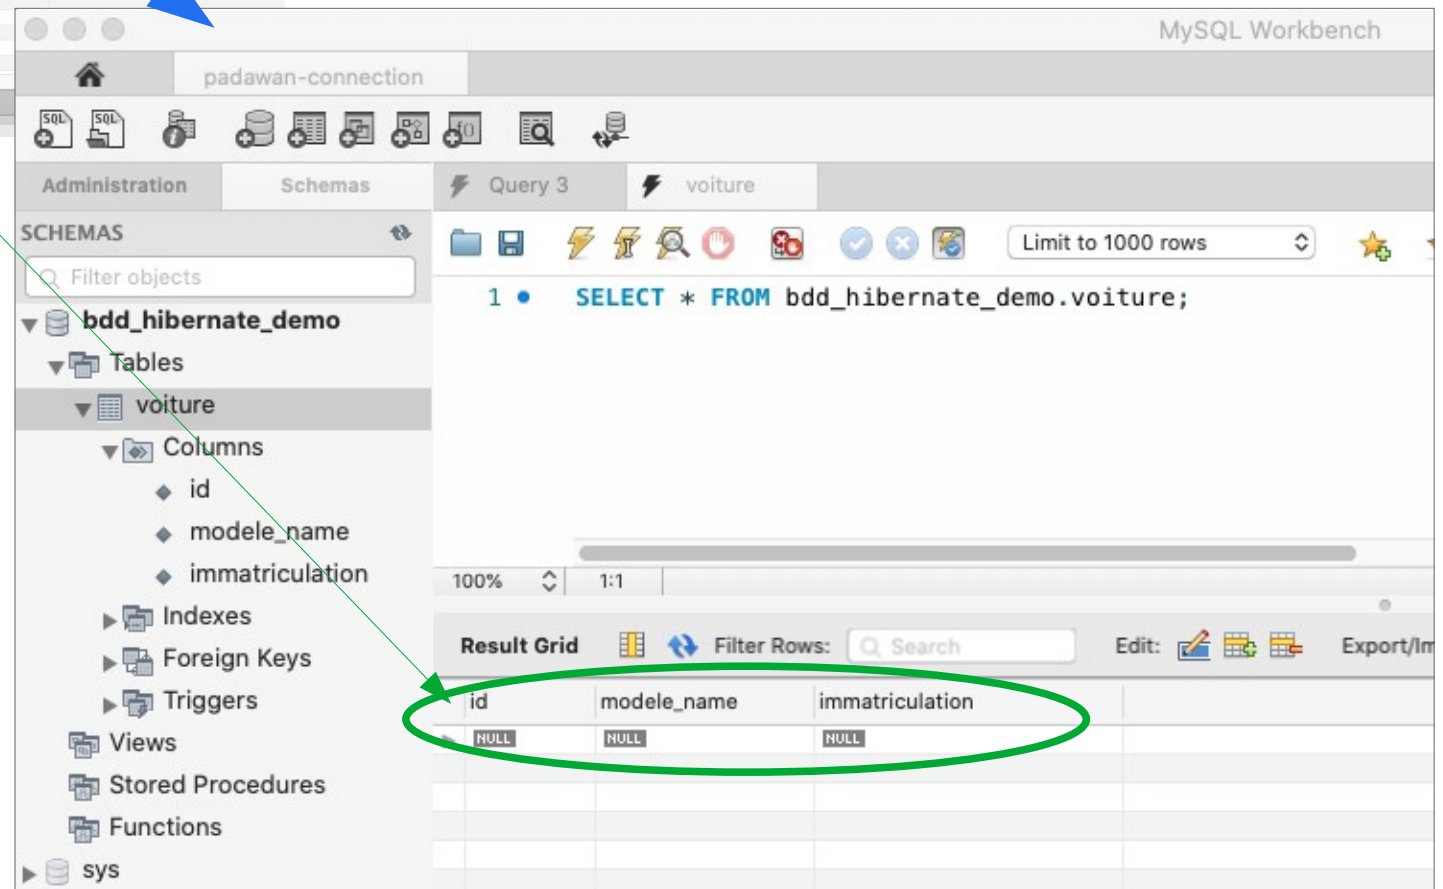 MySQL Workbench
padawan-connection
SQL SQL f()
Administration Schemas Query 3 voiture
SCHEMAS
Limit to 1000 rows
Filter objects
1 SELECT * FROM bdd_hibernate_demo.voiture;
bdd_hibernate_demo
Tables
voiture
Columns
id
modele_name
immatriculation
100% 1:1
Indexes
Result Grid Filter Rows: Search Edit: Export/Im
Foreign Keys
Triggers
id modele_name immatriculation
Views
NULL NULL NULL
Stored Procedures
Functions
sys